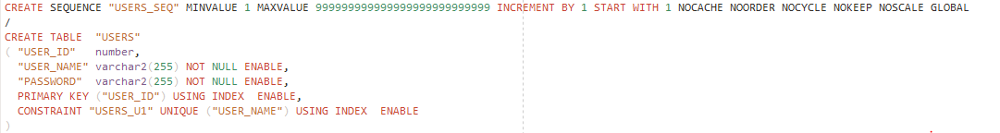 CREATE SEQUENCE "USERS_SEQ" MINVALUE 1 MAXVALUE 9999999999999999999999999999 INCREMENT BY 1 START WITH 1 NOCACHE NOORDER NOCYCLE NOKEEP NOSCALE GLOBAL
/
CREATE TABLE  "USERS"
( "USER_ID"   number,
  "USER_NAME" varchar2(255) NOT NULL ENABLE,
  "PASSWORD"  varchar2(255) NOT NULL ENABLE,
  PRIMARY KEY ("USER_ID") USING INDEX  ENABLE,
  CONSTRAINT "USERS_U1" UNIQUE ("USER_NAME") USING INDEX  ENABLE
)